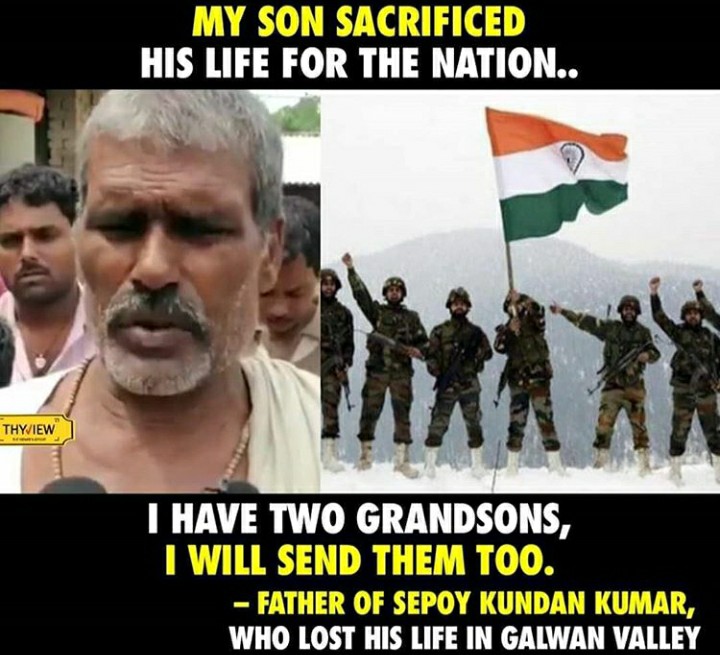 MY SON SACRIFICED
HIS LIFE FOR THE NATION..
THYVIEW
I HAVE TWO GRANDSONS,
I WILL SEND THEM TOO.
– FATHER OF SEPOY KUNDAN KUMAR,
WHO LOST HIS LIFE IN GALWAN VALLEY